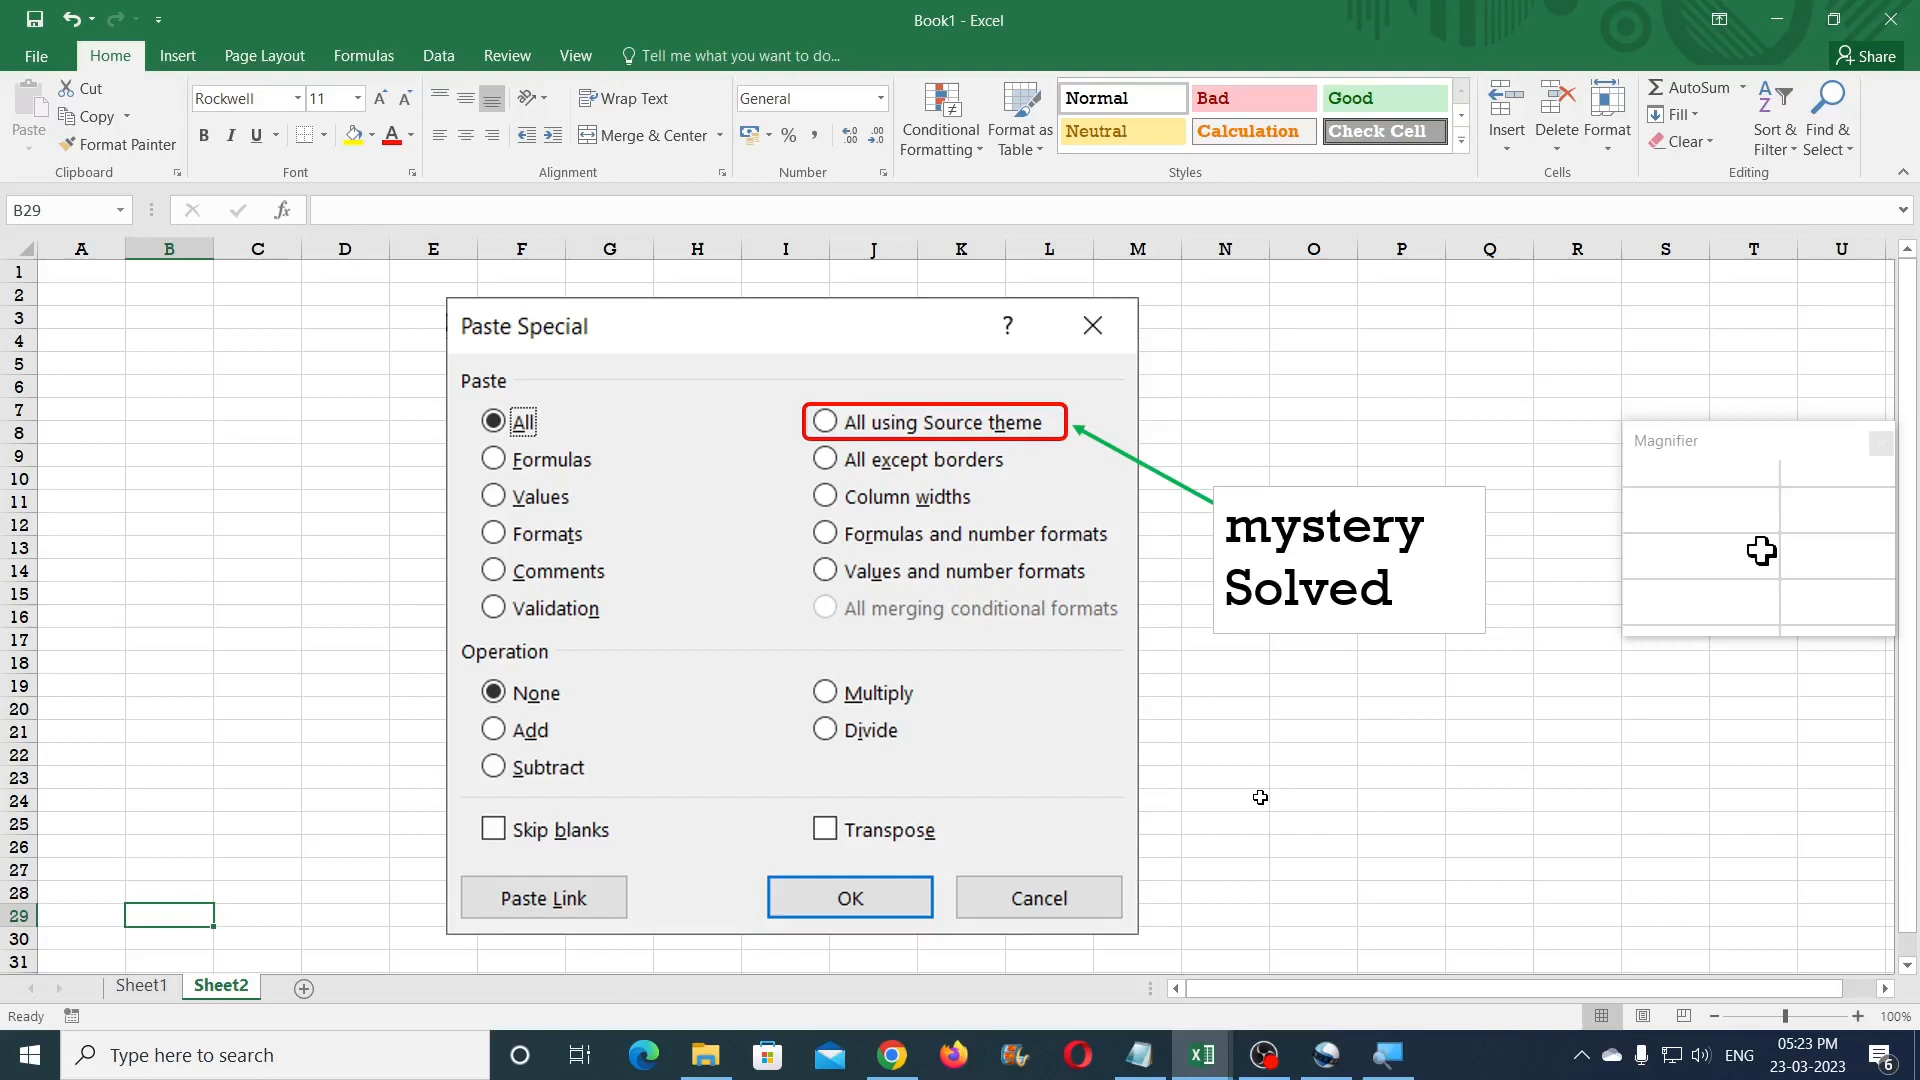 Book1 - Excel
File Home Insert Page Layout Formulas Data Review View Tell me what you want to do... Share
Paste
Cut
Copy
Format Painter
Clipboard
Rockwell 11
B I U
Font
Wrap Text
Merge & Center
Alignment
General
%
Number
Conditional Formatting
Format as Table
Normal Bad Good
Neutral Calculation Check Cell
Styles
Insert Delete Format
Cells
AutoSum
Fill
Clear
Sort & Filter
Find & Select
Editing
B29 fx
A B C D E F G H I J K L M N O P Q R S T U
1
2
3
4
5
6
7
8
9
10
11
12
13
14
15
16
17
18
19
20
21
22
23
24
25
26
27
28
29
30
31
Paste Special ?
Paste
All All using Source theme
Formulas All except borders
Values Column widths
Formats Formulas and number formats
Comments Values and number formats
Validation All merging conditional formats
Operation
None Multiply
Add Divide
Subtract
Skip blanks Transpose
Paste Link OK Cancel
mystery
Solved
Magnifier
Sheet1 Sheet2
Ready 100%
Type here to search
ENG
05:23 PM
23-03-2023
6